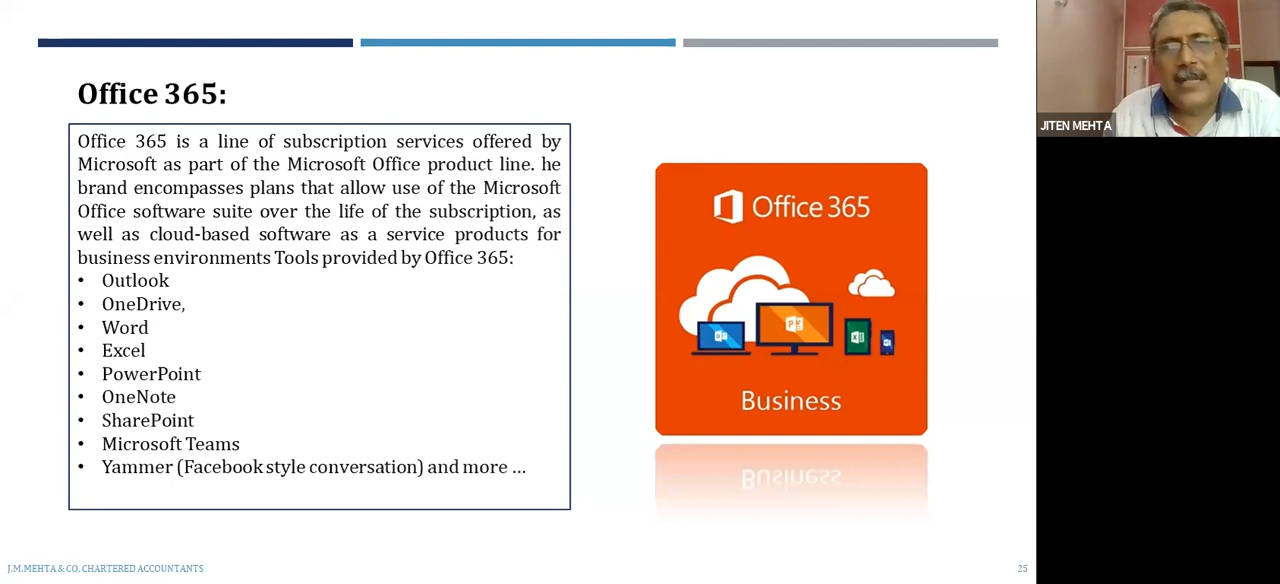 Office 365:
Office 365 is a line of subscription services offered by
Microsoft as part of the Microsoft Office product line. he
brand encompasses plans that allow use of the Microsoft
Office software suite over the life of the subscription, as
well as cloud-based software as a service products for
business environments Tools provided by Office 365:
• Outlook
• OneDrive,
• Word
• Excel
• PowerPoint
• OneNote
• SharePoint
• Microsoft Teams
• Yammer (Facebook style conversation) and more ...
Office 365
Business
JITEN MEHTA
J.M.MEHTA & CO. CHARTERED ACCOUNTANTS
25